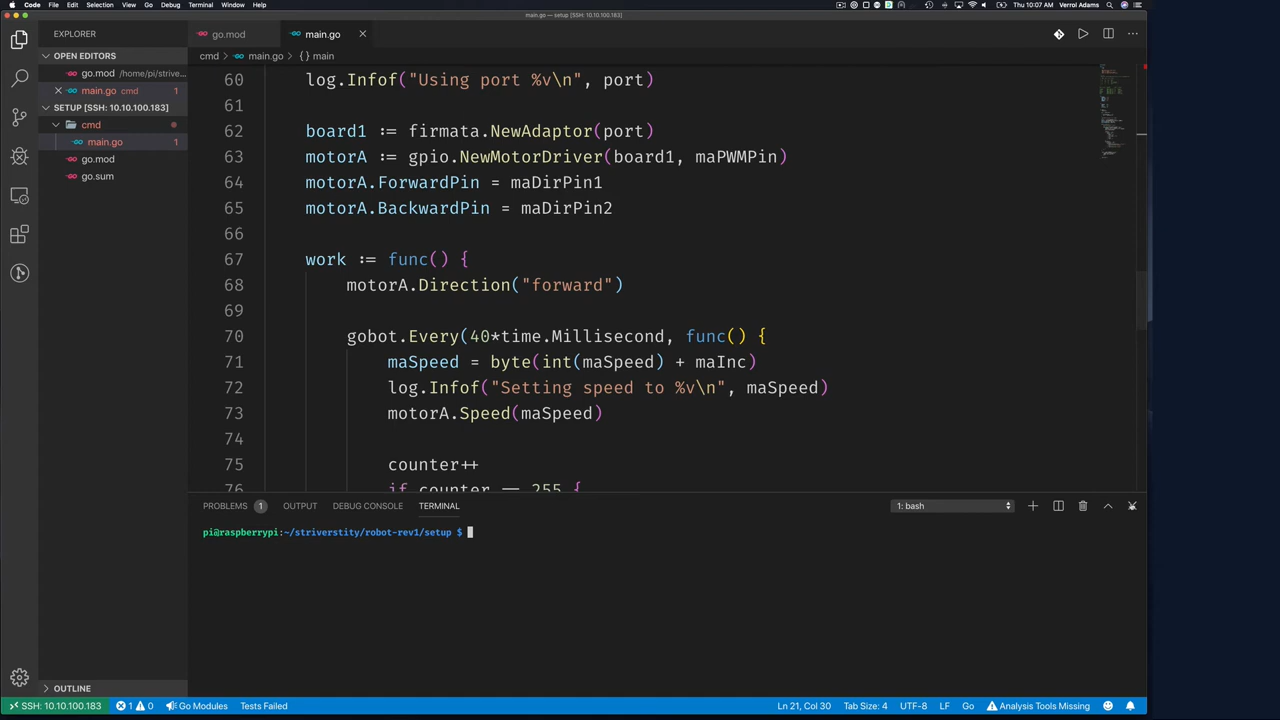 Code File Edit Selection View Go Debug Terminal Window Help
Thu 10:07 AM Verrol Adams
main.go — setup [SSH: 10.10.100.183]
EXPLORER
go.mod
main.go
OPEN EDITORS
cmd > main.go > {} main
go.mod /home/pi/strive...
main.go cmd 1
SETUP [SSH: 10.10.100.183]
cmd
main.go 1
go.mod
go.sum
60 log.Infof("Using port %v\n", port)
61
62 board1 := firmata.NewAdaptor(port)
63 motorA := gpio.NewMotorDriver(board1, maPWMPin)
64 motorA.ForwardPin = maDirPin1
65 motorA.BackwardPin = maDirPin2
66
67 work := func() {
68 motorA.Direction("forward")
69
70 gobot.Every(40*time.Millisecond, func() {
71 maSpeed = byte(int(maSpeed) + maInc)
72 log.Infof("Setting speed to %v\n", maSpeed)
73 motorA.Speed(maSpeed)
74
75 counter++
76 if counter == 255 {
PROBLEMS 1 OUTPUT DEBUG CONSOLE TERMINAL
1: bash
pi@raspberrypi:~/striverstity/robot-rev1/setup $
OUTLINE
SSH: 10.10.100.183 1 0 Go Modules Tests Failed
Ln 21, Col 30 Tab Size: 4 UTF-8 LF Go Analysis Tools Missing